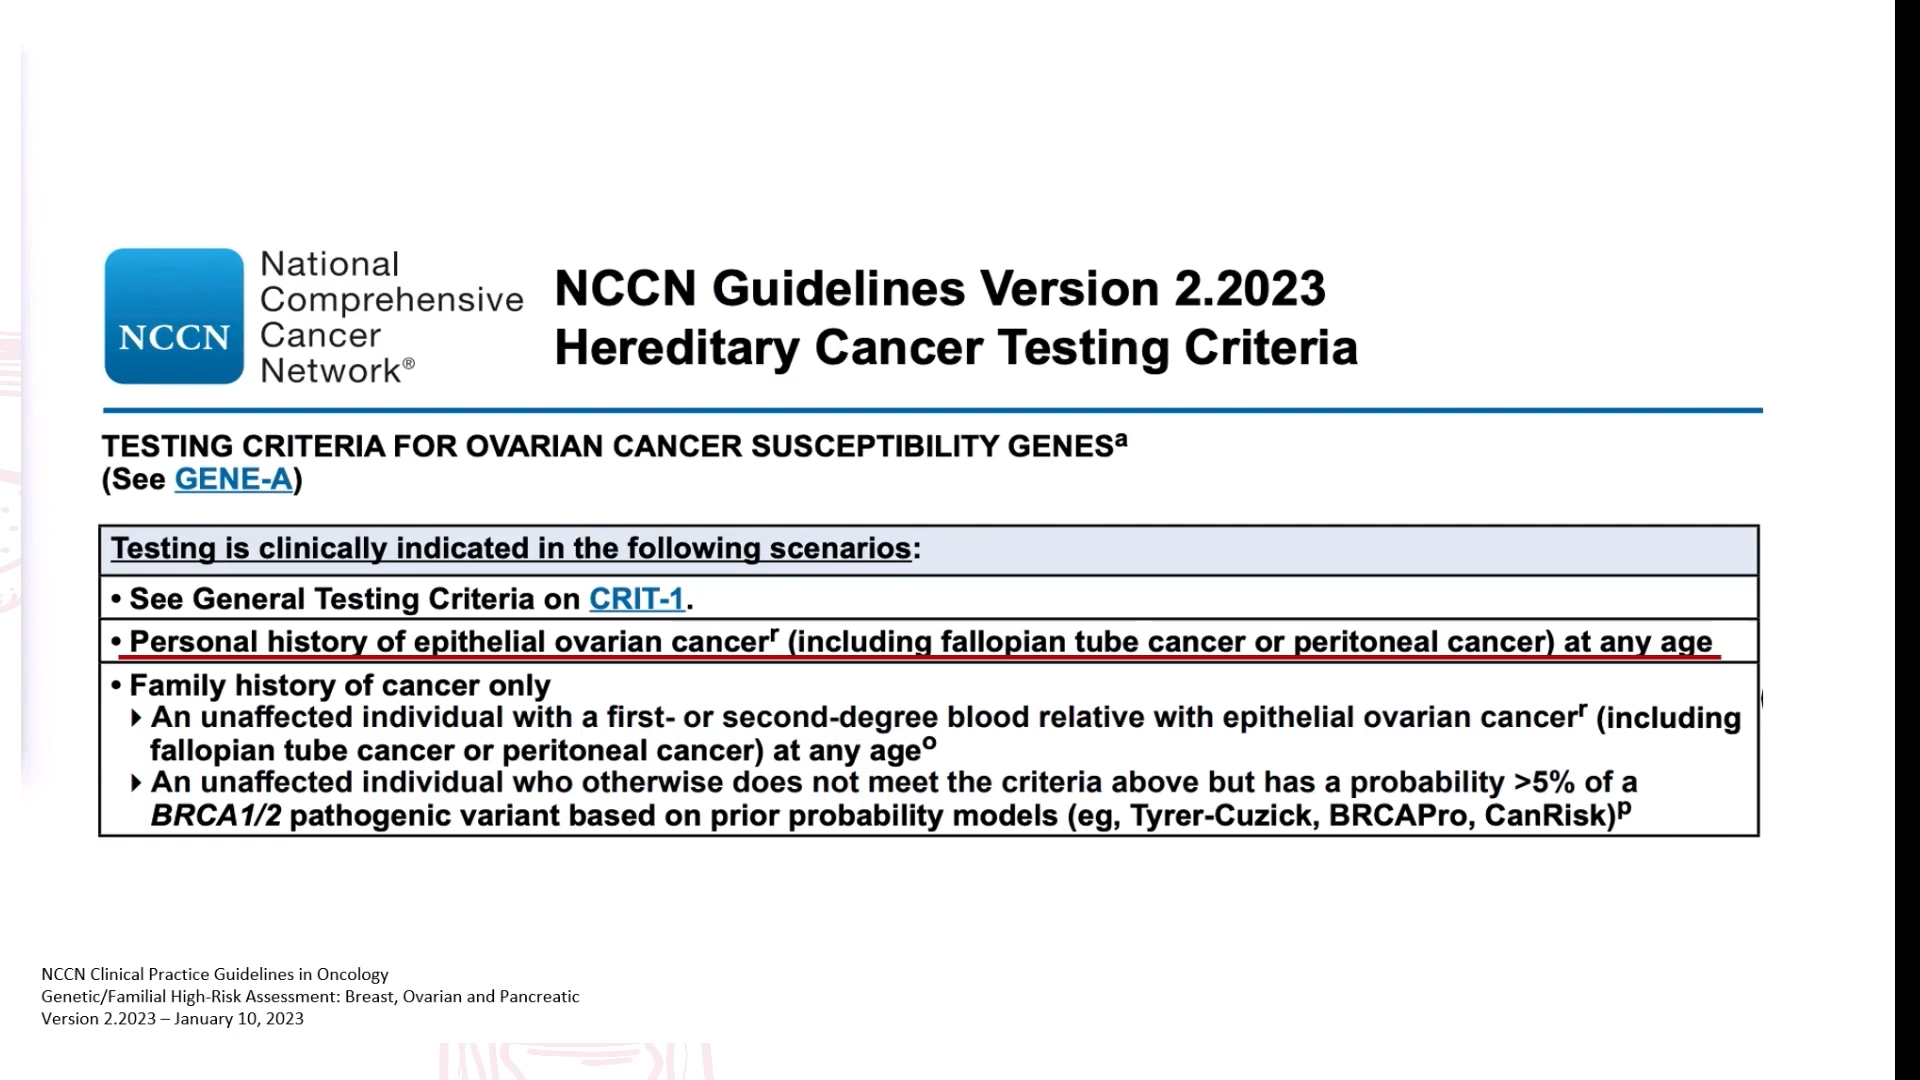 NCCN
National
Comprehensive
Cancer
Network®
NCCN Guidelines Version 2.2023
Hereditary Cancer Testing Criteria
TESTING CRITERIA FOR OVARIAN CANCER SUSCEPTIBILITY GENESᵃ
(See GENE-A)
Testing is clinically indicated in the following scenarios:
• See General Testing Criteria on CRIT-1.
• Personal history of epithelial ovarian cancerʳ (including fallopian tube cancer or peritoneal cancer) at any age
• Family history of cancer only
▸ An unaffected individual with a first- or second-degree blood relative with epithelial ovarian cancerʳ (including
fallopian tube cancer or peritoneal cancer) at any ageᵒ
▸ An unaffected individual who otherwise does not meet the criteria above but has a probability >5% of a
BRCA1/2 pathogenic variant based on prior probability models (eg, Tyrer-Cuzick, BRCAPro, CanRisk)ᵖ
NCCN Clinical Practice Guidelines in Oncology
Genetic/Familial High-Risk Assessment: Breast, Ovarian and Pancreatic
Version 2.2023 – January 10, 2023